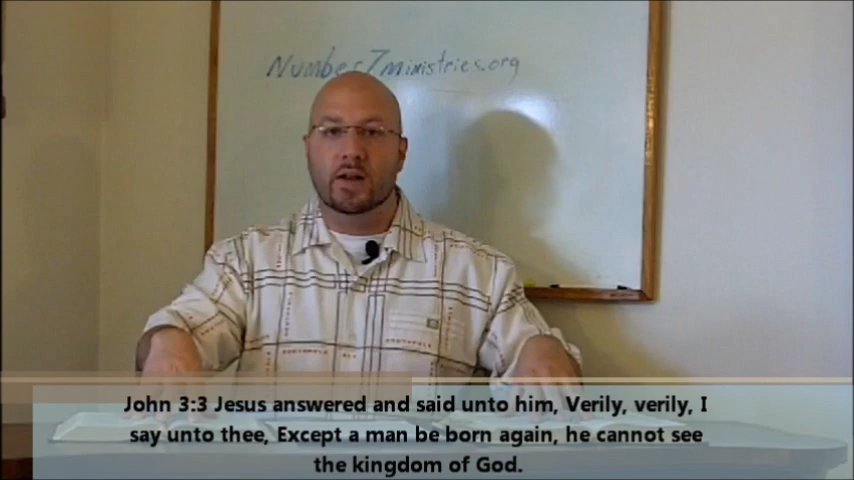 Number7ministries.org
John 3:3 Jesus answered and said unto him, Verily, verily, I
say unto thee, Except a man be born again, he cannot see
the kingdom of God.